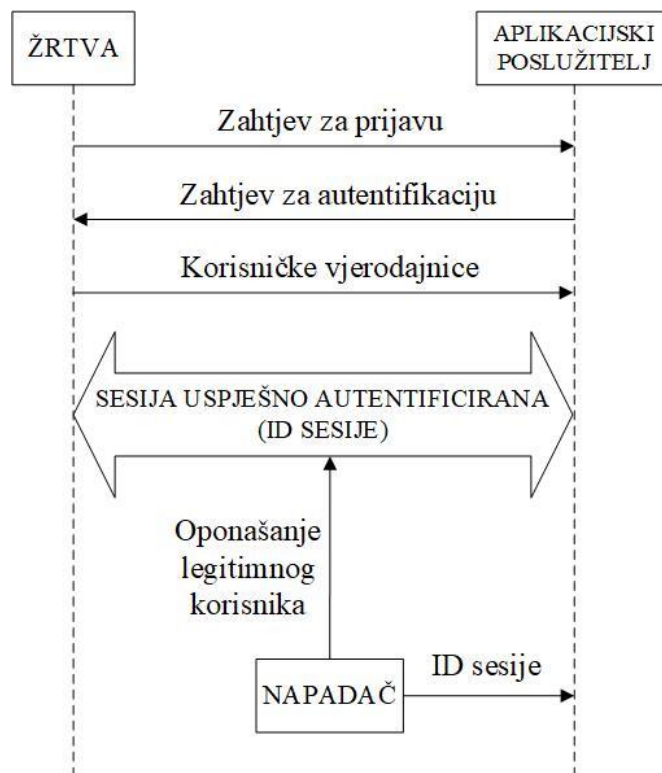 ŽRTVA
APLIKACIJSKI
POSLUŽITELJ
Zahtjev za prijavu
Zahtjev za autentifikaciju
Korisničke vjerodajnice
SESIJA USPJEŠNO AUTENTIFICIRANA
(ID SESIJE)
Oponašanje
legitimnog
korisnika
NAPADAČ
ID sesije